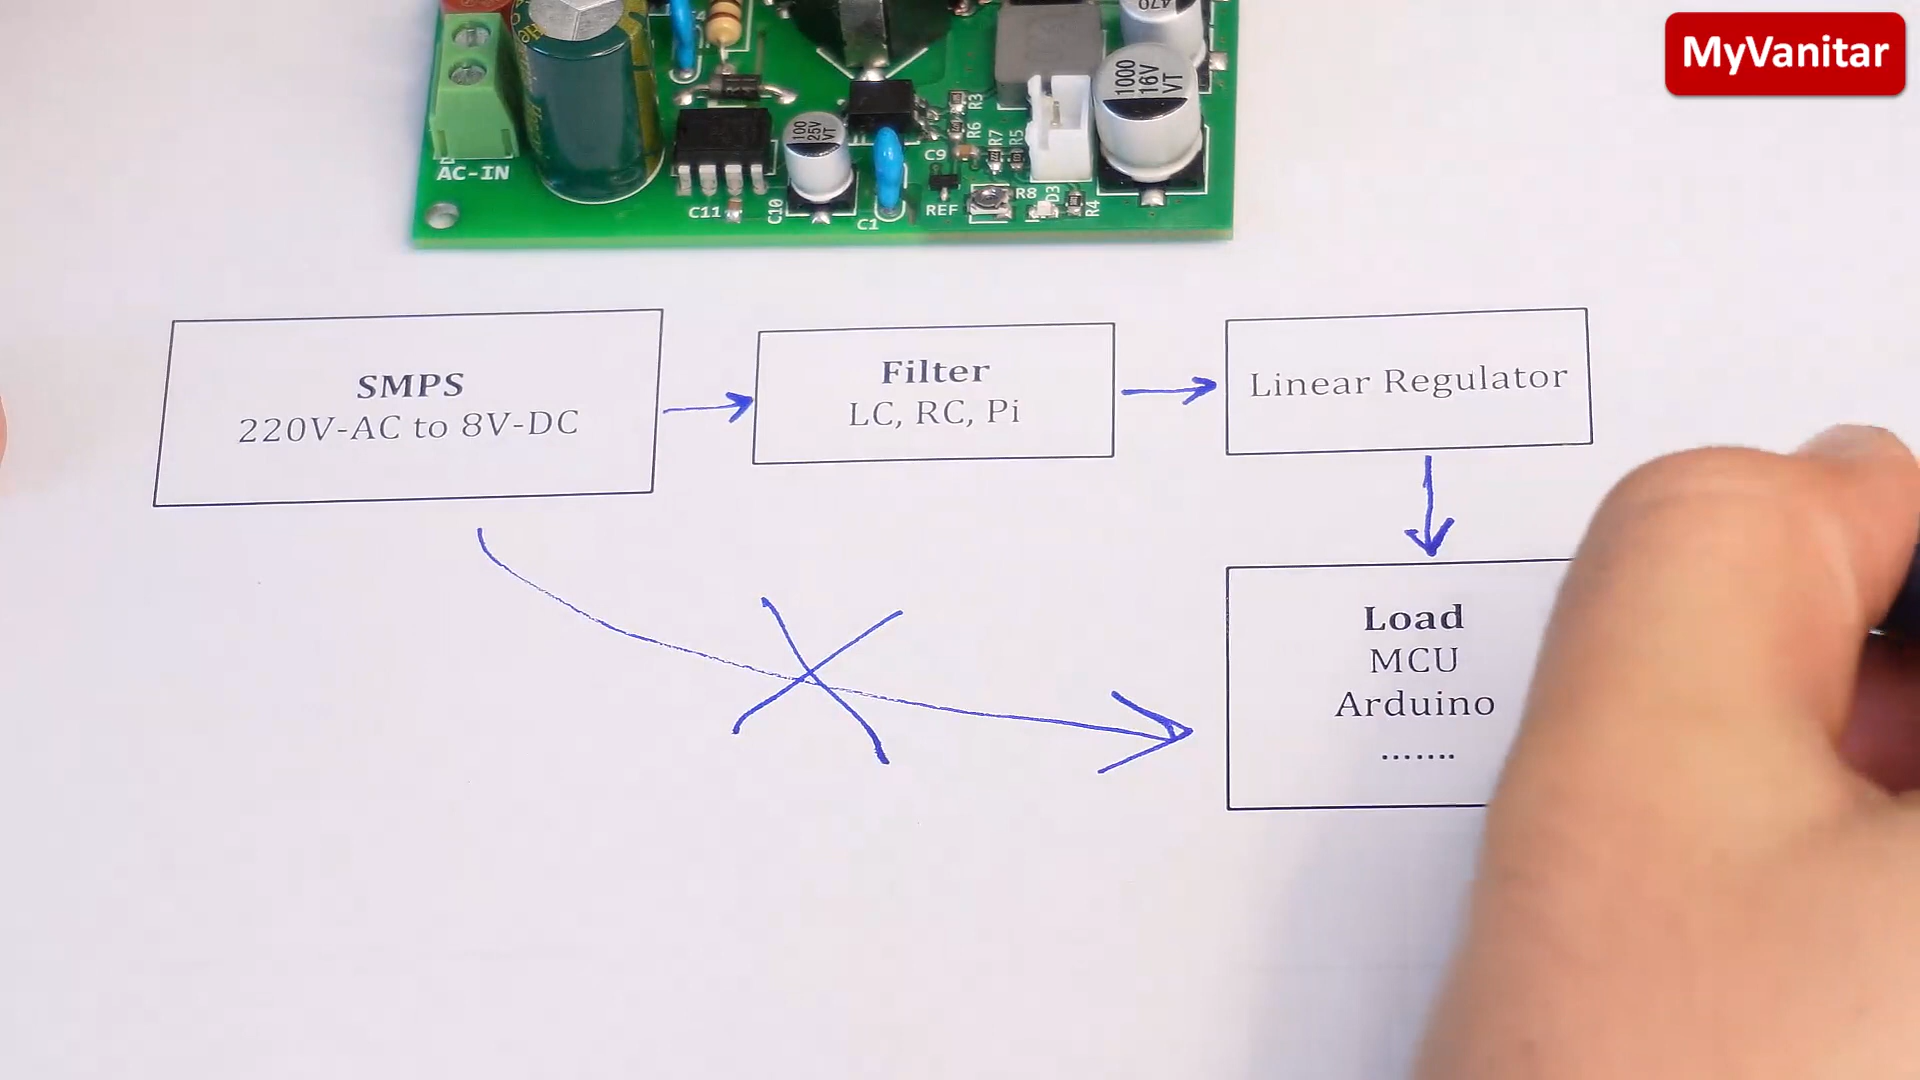 MyVanitar
470
1000
16V
VT
100
25V
VT
AC-IN
C11
C10
C1
C9
REF
R3
R6
R7
R5
R8
D3
R4
SMPS
220V-AC to 8V-DC
Filter
LC, RC, Pi
Linear Regulator
Load
MCU
Arduino
.......